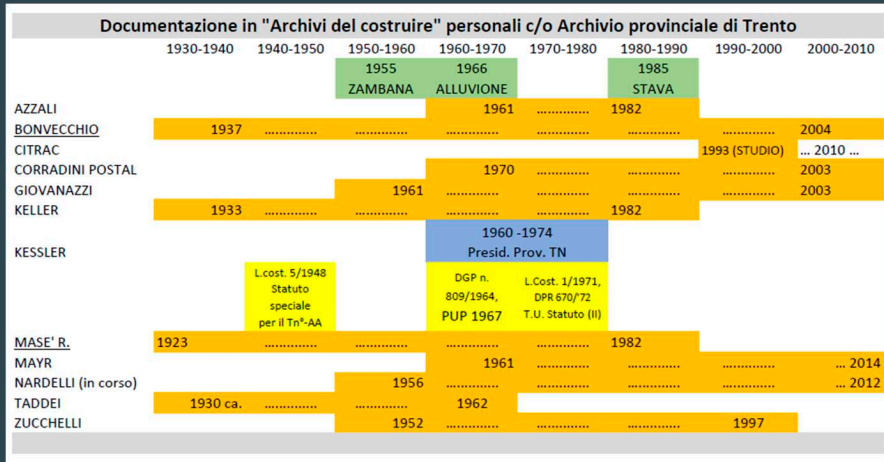 Documentazione in "Archivi del costruire" personali c/o Archivio provinciale di Trento
1930-1940 1940-1950 1950-1960 1960-1970 1970-1980 1980-1990 1990-2000 2000-2010
1955 1966 1985
ZAMBANA ALLUVIONE STAVA
AZZALI 1961 ............. 1982
BONVECCHIO 1937 ............. ............. ............. ............. ............. ............. 2004
CITRAC 1993 (STUDIO) ... 2010 ...
CORRADINI POSTAL 1970 ............. ............. ............. 2003
GIOVANAZZI 1961 ............. ............. ............. ............. 2003
KELLER 1933 ............. ............. ............. ............. 1982
1960 -1974
KESSLER Presid. Prov. TN
L.cost. 5/1948 DGP n. L.Cost. 1/1971,
Statuto 809/1964, DPR 670/'72
speciale PUP 1967 T.U. Statuto (II)
per il Tn°-AA
MASE' R. 1923 ............. ............. ............. ............. 1982
MAYR 1961 ............. ............. ............. ... 2014
NARDELLI (in corso) 1956 ............. ............. ............. ............. ... 2012
TADDEI 1930 ca. ............. ............. 1962
ZUCCHELLI 1952 ............. ............. ............. 1997